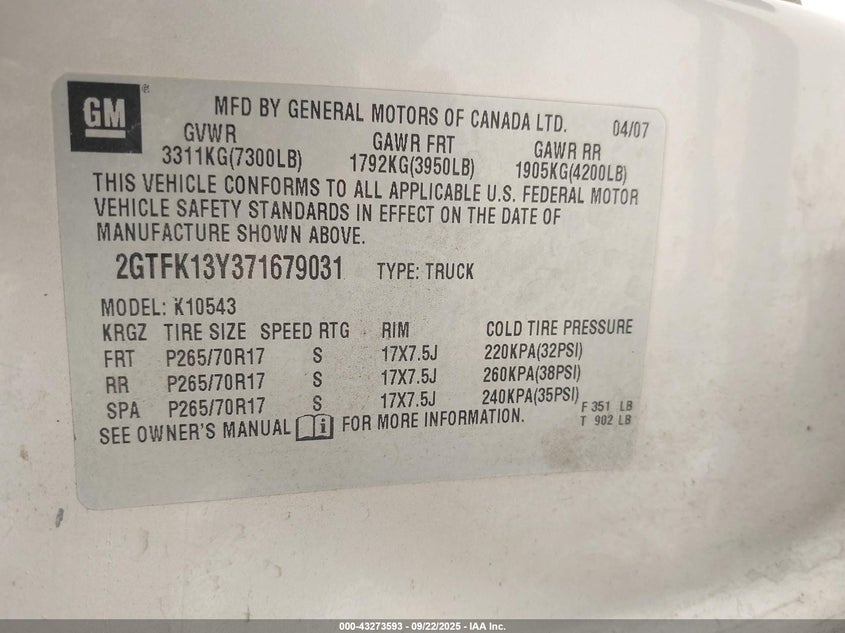 GM ®
MFD BY GENERAL MOTORS OF CANADA LTD. 04/07
GVWR GAWR FRT GAWR RR
3311KG(7300LB) 1792KG(3950LB) 1905KG(4200LB)
THIS VEHICLE CONFORMS TO ALL APPLICABLE U.S. FEDERAL MOTOR
VEHICLE SAFETY STANDARDS IN EFFECT ON THE DATE OF
MANUFACTURE SHOWN ABOVE.
2GTFK13Y371679031 TYPE: TRUCK
MODEL: K10543
KRGZ TIRE SIZE SPEED RTG RIM COLD TIRE PRESSURE
FRT P265/70R17 S 17X7.5J 220KPA(32PSI)
RR P265/70R17 S 17X7.5J 260KPA(38PSI)
SPA P265/70R17 S 17X7.5J 240KPA(35PSI)
F 351 LB
SEE OWNER'S MANUAL i FOR MORE INFORMATION.
T 902 LB
000-43273593 - 09/22/2025 - IAA Inc.